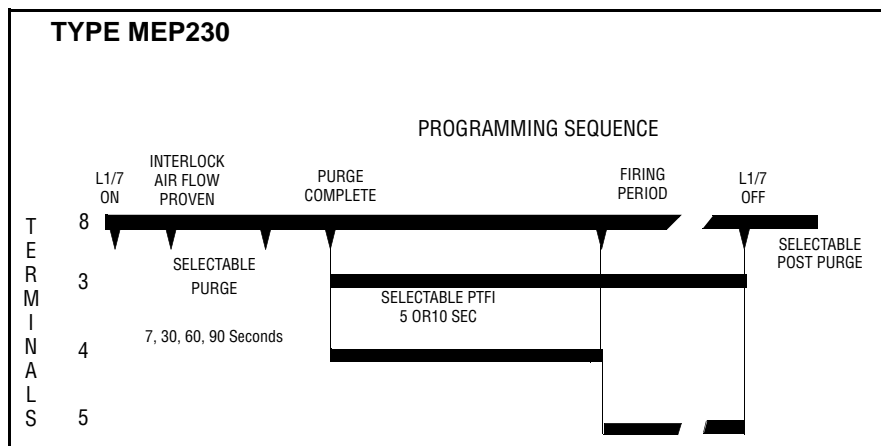 TYPE MEP230
PROGRAMMING SEQUENCE
L1/7
ON
INTERLOCK
AIR FLOW
PROVEN
PURGE
COMPLETE
FIRING
PERIOD
L1/7
OFF
TERMINALS
8
SELECTABLE
POST PURGE
SELECTABLE
PURGE
3
SELECTABLE PTFI
5 OR10 SEC
7, 30, 60, 90 Seconds
4
5